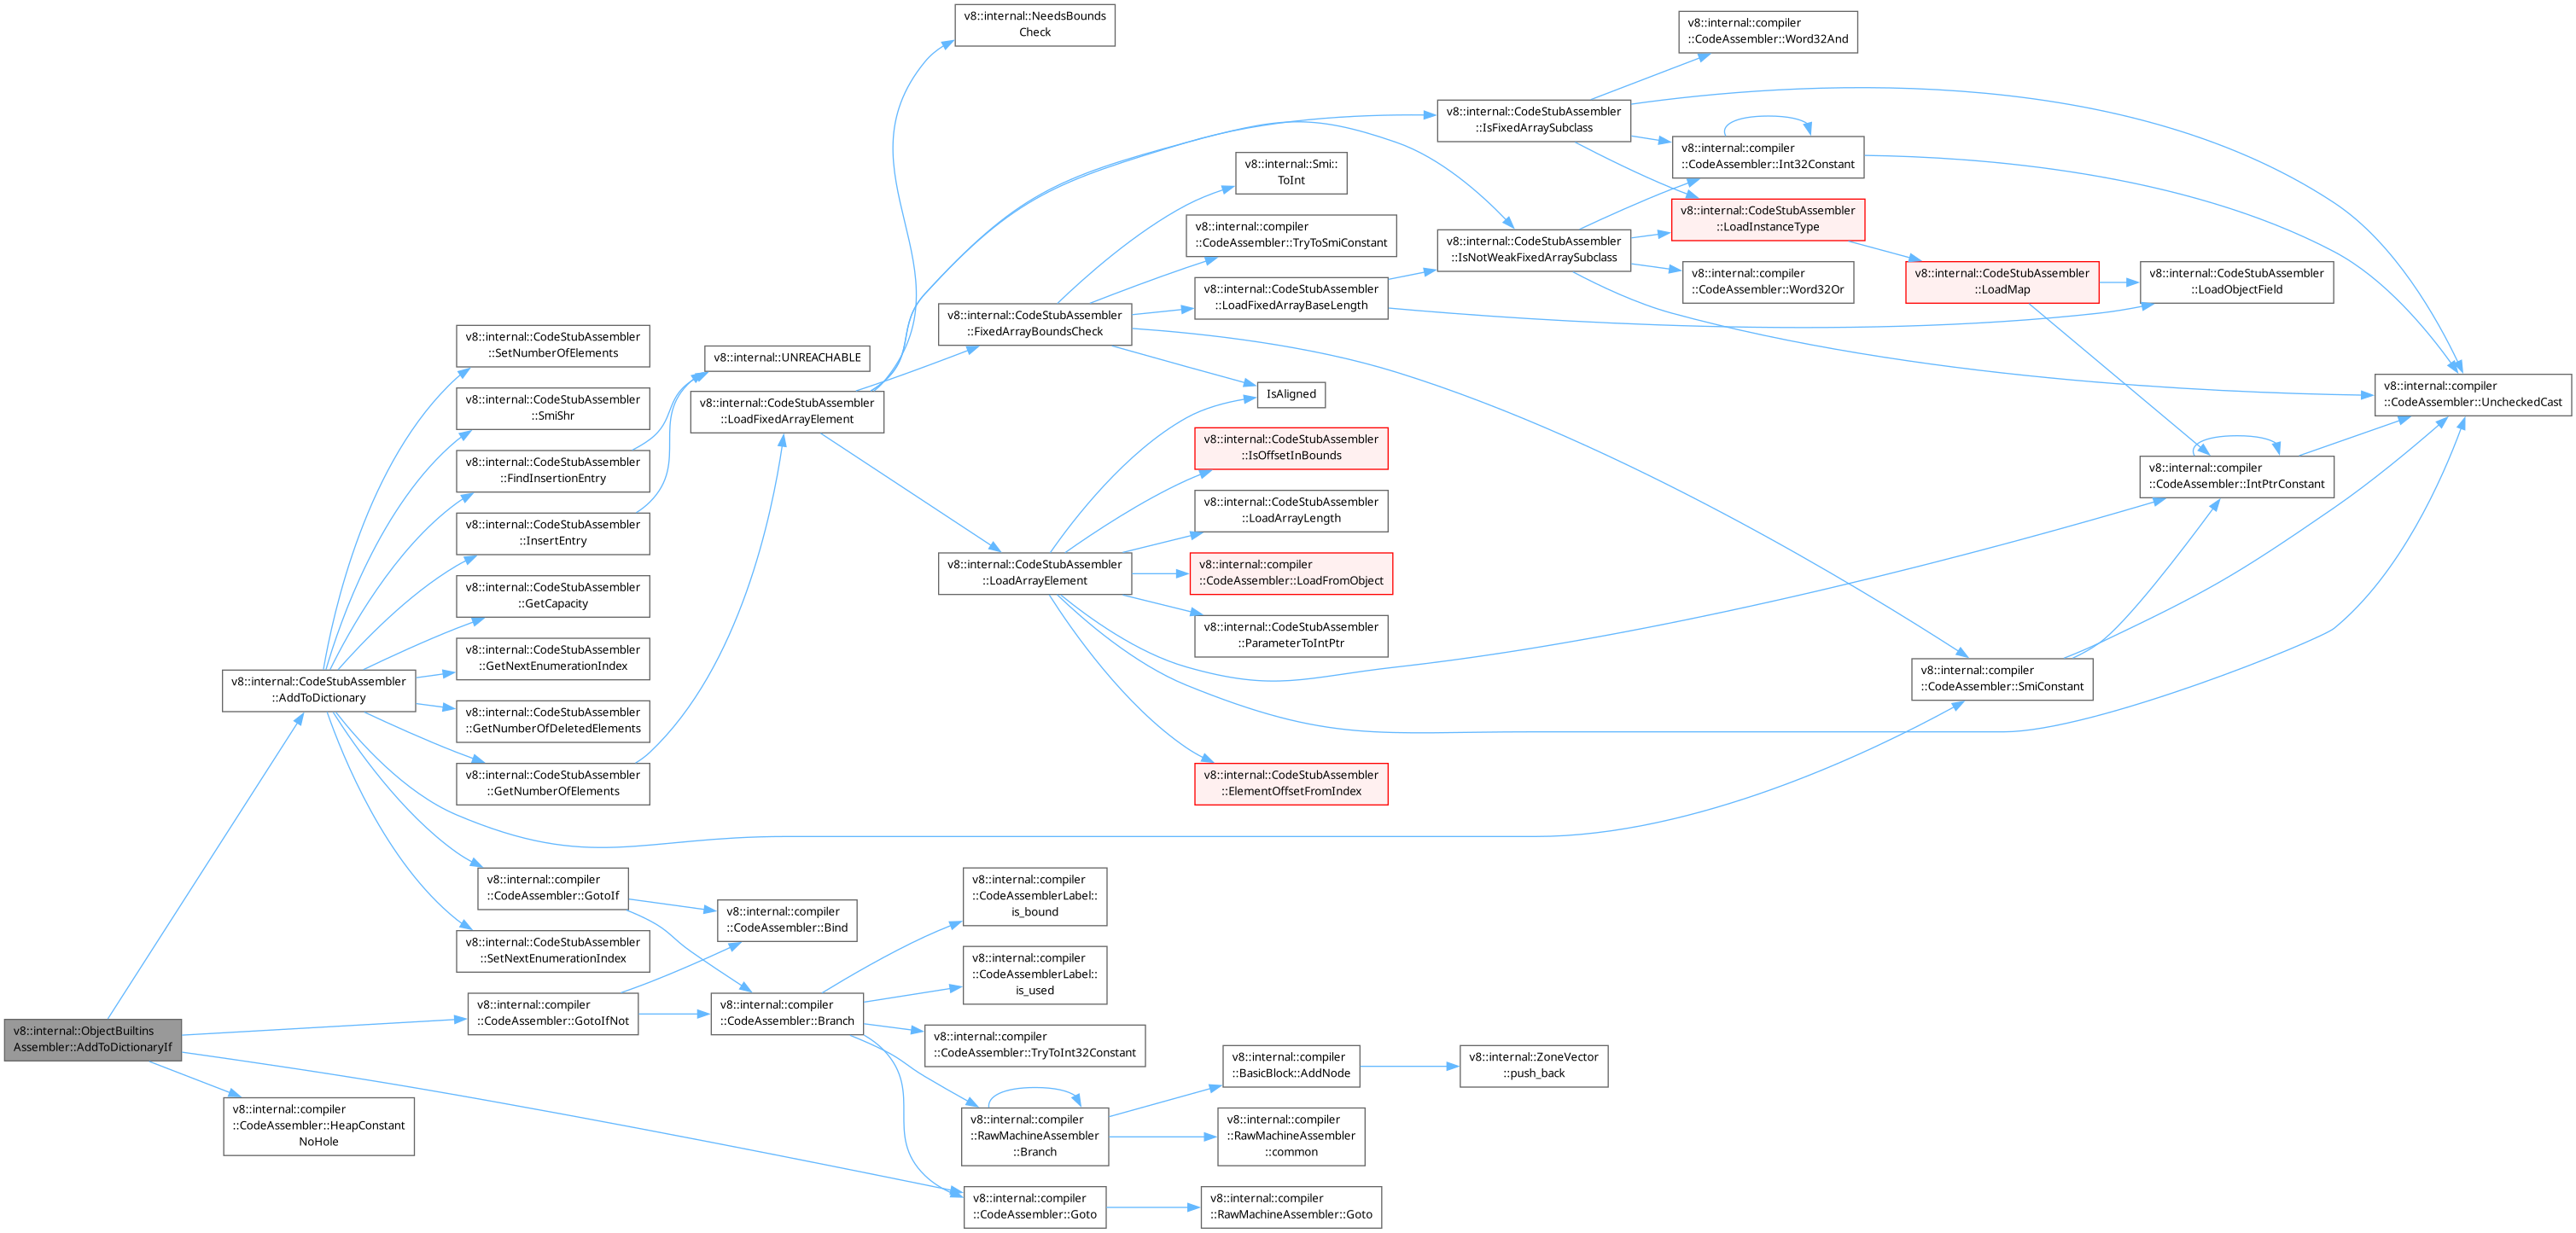 v8::internal::ObjectBuiltins
Assembler::AddToDictionaryIf
v8::internal::CodeStubAssembler
::AddToDictionary
v8::internal::compiler
::CodeAssembler::HeapConstant
NoHole
v8::internal::CodeStubAssembler
::SetNumberOfElements
v8::internal::CodeStubAssembler
::SmiShr
v8::internal::CodeStubAssembler
::FindInsertionEntry
v8::internal::CodeStubAssembler
::InsertEntry
v8::internal::CodeStubAssembler
::GetCapacity
v8::internal::CodeStubAssembler
::GetNextEnumerationIndex
v8::internal::CodeStubAssembler
::GetNumberOfDeletedElements
v8::internal::CodeStubAssembler
::GetNumberOfElements
v8::internal::compiler
::CodeAssembler::GotoIf
v8::internal::CodeStubAssembler
::SetNextEnumerationIndex
v8::internal::compiler
::CodeAssembler::GotoIfNot
v8::internal::UNREACHABLE
v8::internal::CodeStubAssembler
::LoadFixedArrayElement
v8::internal::compiler
::CodeAssembler::Bind
v8::internal::compiler
::CodeAssembler::Branch
v8::internal::NeedsBounds
Check
v8::internal::CodeStubAssembler
::FixedArrayBoundsCheck
v8::internal::CodeStubAssembler
::LoadArrayElement
v8::internal::compiler
::CodeAssemblerLabel::
is_bound
v8::internal::compiler
::CodeAssemblerLabel::
is_used
v8::internal::compiler
::CodeAssembler::TryToInt32Constant
v8::internal::compiler
::RawMachineAssembler
::Branch
v8::internal::compiler
::CodeAssembler::Goto
v8::internal::Smi::
ToInt
v8::internal::compiler
::CodeAssembler::TryToSmiConstant
v8::internal::CodeStubAssembler
::LoadFixedArrayBaseLength
IsAligned
v8::internal::CodeStubAssembler
::IsOffsetInBounds
v8::internal::CodeStubAssembler
::LoadArrayLength
v8::internal::compiler
::CodeAssembler::LoadFromObject
v8::internal::CodeStubAssembler
::ParameterToIntPtr
v8::internal::CodeStubAssembler
::ElementOffsetFromIndex
v8::internal::compiler
::BasicBlock::AddNode
v8::internal::compiler
::RawMachineAssembler
::common
v8::internal::compiler
::RawMachineAssembler::Goto
v8::internal::CodeStubAssembler
::IsFixedArraySubclass
v8::internal::CodeStubAssembler
::IsNotWeakFixedArraySubclass
v8::internal::ZoneVector
::push_back
v8::internal::compiler
::CodeAssembler::Word32And
v8::internal::compiler
::CodeAssembler::Int32Constant
v8::internal::CodeStubAssembler
::LoadInstanceType
v8::internal::compiler
::CodeAssembler::Word32Or
v8::internal::CodeStubAssembler
::LoadMap
v8::internal::compiler
::CodeAssembler::SmiConstant
v8::internal::CodeStubAssembler
::LoadObjectField
v8::internal::compiler
::CodeAssembler::IntPtrConstant
v8::internal::compiler
::CodeAssembler::UncheckedCast